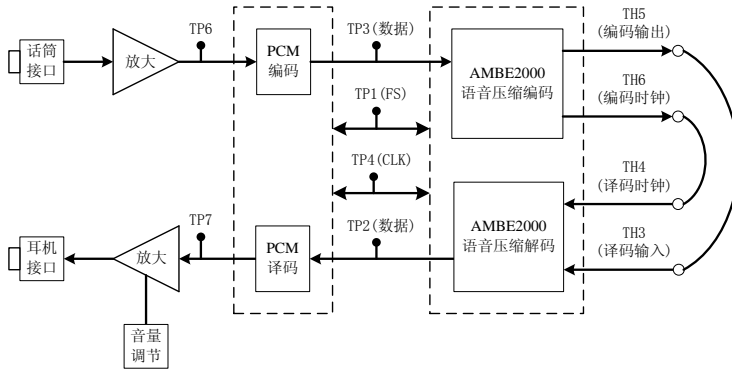 话筒
接口
放大
TP6
PCM
编码
TP3(数据)
TP1(FS)
TP4(CLK)
TP2(数据)
AMBE2000
语音压缩编码
TH5
(编码输出)
TH6
(编码时钟)
TH4
(译码时钟)
TH3
(译码输入)
AMBE2000
语音压缩解码
PCM
译码
TP7
放大
耳机
接口
音量
调节